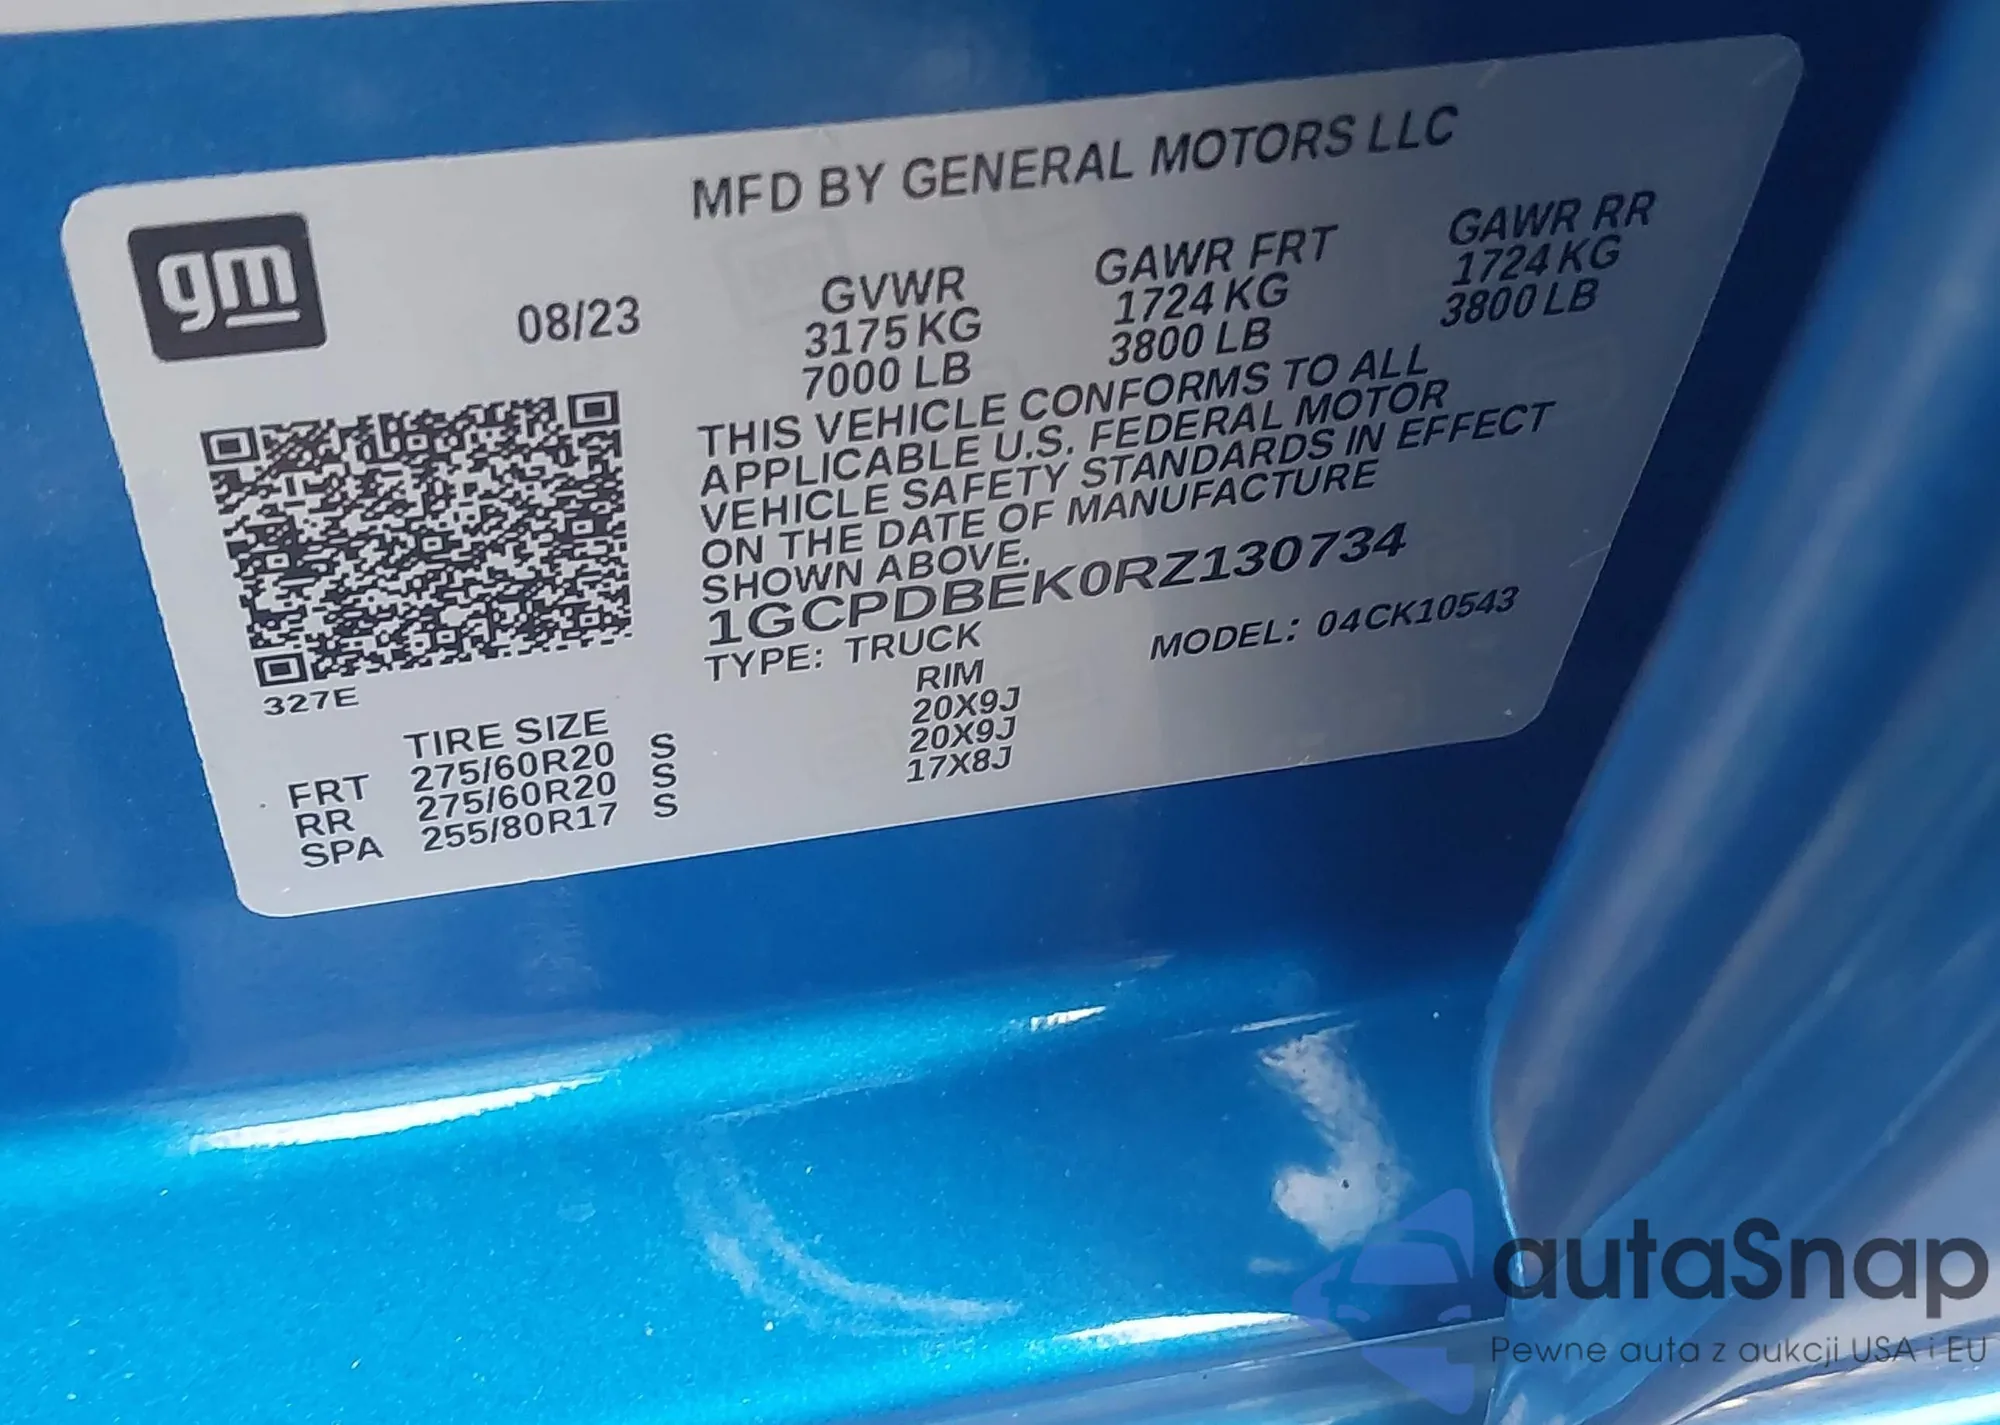 MFD BY GENERAL MOTORS LLC
gm
08/23
GVWR
3175 KG
7000 LB
GAWR FRT
1724 KG
3800 LB
GAWR RR
1724 KG
3800 LB
THIS VEHICLE CONFORMS TO ALL
APPLICABLE U.S. FEDERAL MOTOR
VEHICLE SAFETY STANDARDS IN EFFECT
ON THE DATE OF MANUFACTURE
SHOWN ABOVE.
1GCPDBEK0RZ130734
TYPE: TRUCK MODEL: 04CK10543
327E
TIRE SIZE RIM
FRT 275/60R20 S 20X9J
RR 275/60R20 S 20X9J
SPA 255/80R17 S 17X8J
autaSnap
Pewne auta z aukcji USA i EU